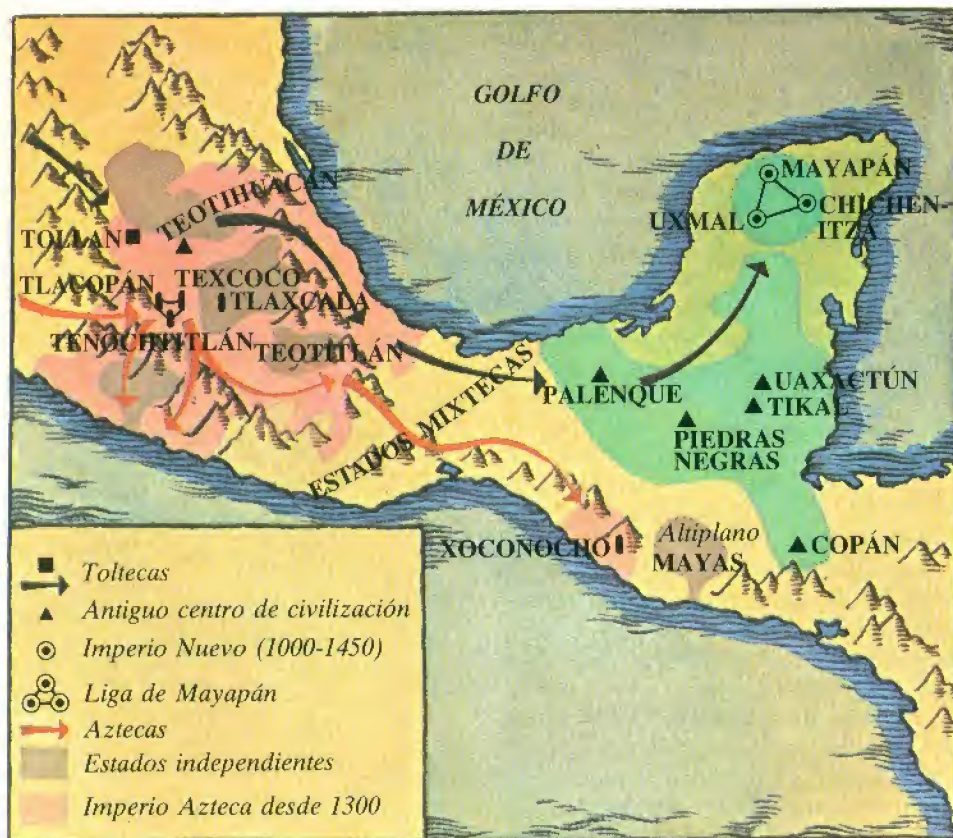 GOLFO
DE
MÉXICO
MAYAPÁN
CHICHEN-
ITZÁ
UXMAL
TEOTIHUACÁN
TOLLAN
TLACOPÁN
TEXCOCO
TLAXCALA
TENOCHTITLÁN
TEOTITLÁN
ESTADOS MIXTECAS
PALENQUE
UAXACTÚN
TIKAL
PIEDRAS
NEGRAS
XOCONOCHO
Altiplano
MAYAS
COPÁN
Toltecas
Antiguo centro de civilización
Imperio Nuevo (1000-1450)
Liga de Mayapán
Aztecas
Estados independientes
Imperio Azteca desde 1300